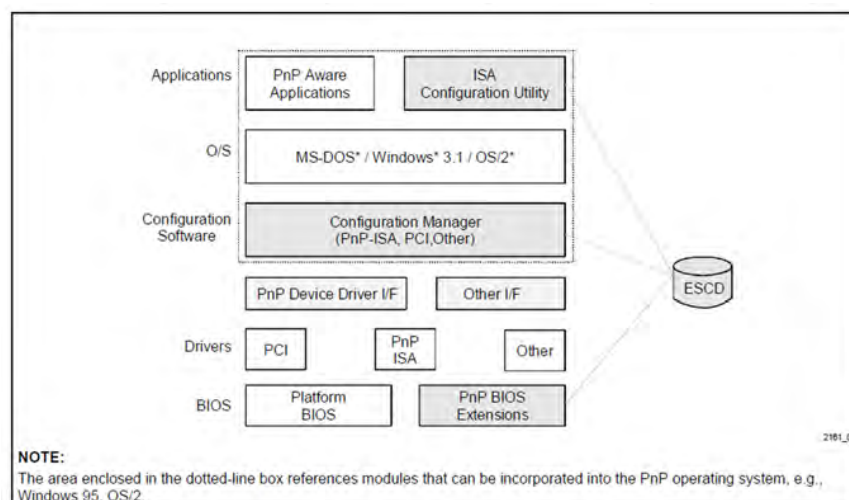 Applications
PnP Aware
Applications
ISA
Configuration Utility
O/S
MS-DOS* / Windows* 3.1 / OS/2*
Configuration
Software
Configuration Manager
(PnP-ISA, PCI,Other)
ESCD
PnP Device Driver I/F
Other I/F
Drivers
PCI
PnP
ISA
Other
BIOS
Platform
BIOS
PnP BIOS
Extensions
NOTE:
The area enclosed in the dotted-line box references modules that can be incorporated into the PnP operating system, e.g.,
Windows 95, OS/2.